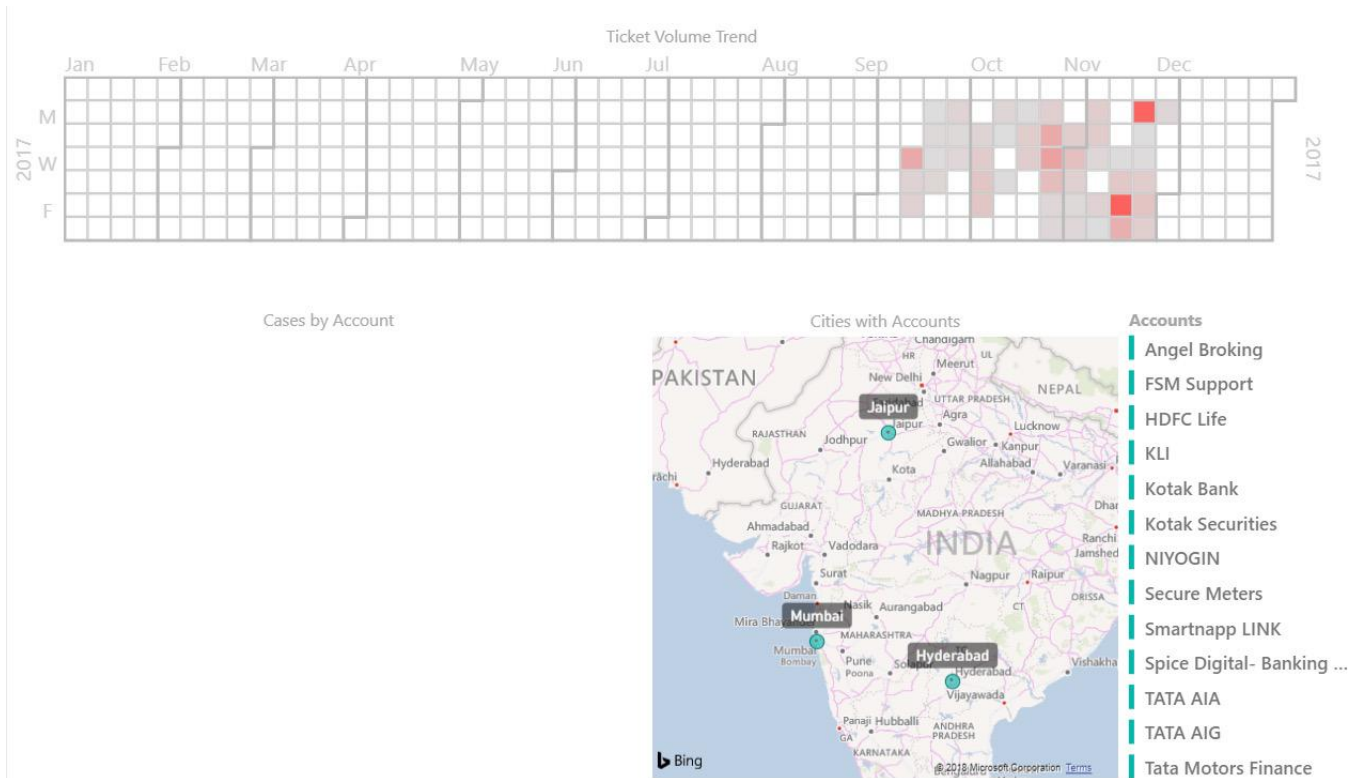 Ticket Volume Trend
Jan Feb Mar Apr May Jun Jul Aug Sep Oct Nov Dec
2017
M
W
F
2017
Cases by Account
Cities with Accounts
Chandigarh
HR
UL
Meerut
PAKISTAN
New Delhi
NEPAL
UTTAR PRADESH
Jaipur
Jaipur
Agra
RAJASTHAN
Jodhpur
Lucknow
Gwalior
Kanpur
Hyderabad
Kota
Allahabad
Varanasi
rāchi
GUJARAT
MADHYA PRADESH
Dhar
Ahmadabad
INDIA
Ranchi
Rajkot
Vadodara
Jamshed
Surat
Nagpur
Raipur
Daman
Nasik
Aurangabad
CT
ORISSA
Mumbai
Mira Bhayandar
MAHARASHTRA
Mumbai
Bombay
Pune
Poona
Solapur
Hyderabad
Hyderabad
Vishakha
Vijayawada
Panaji
Hubballi
GA
ANDHRA
PRADESH
KARNATAKA
Bing
© 2018 Microsoft Corporation Terms
Accounts
Angel Broking
FSM Support
HDFC Life
KLI
Kotak Bank
Kotak Securities
NIYOGIN
Secure Meters
Smartnapp LINK
Spice Digital- Banking ...
TATA AIA
TATA AIG
Tata Motors Finance